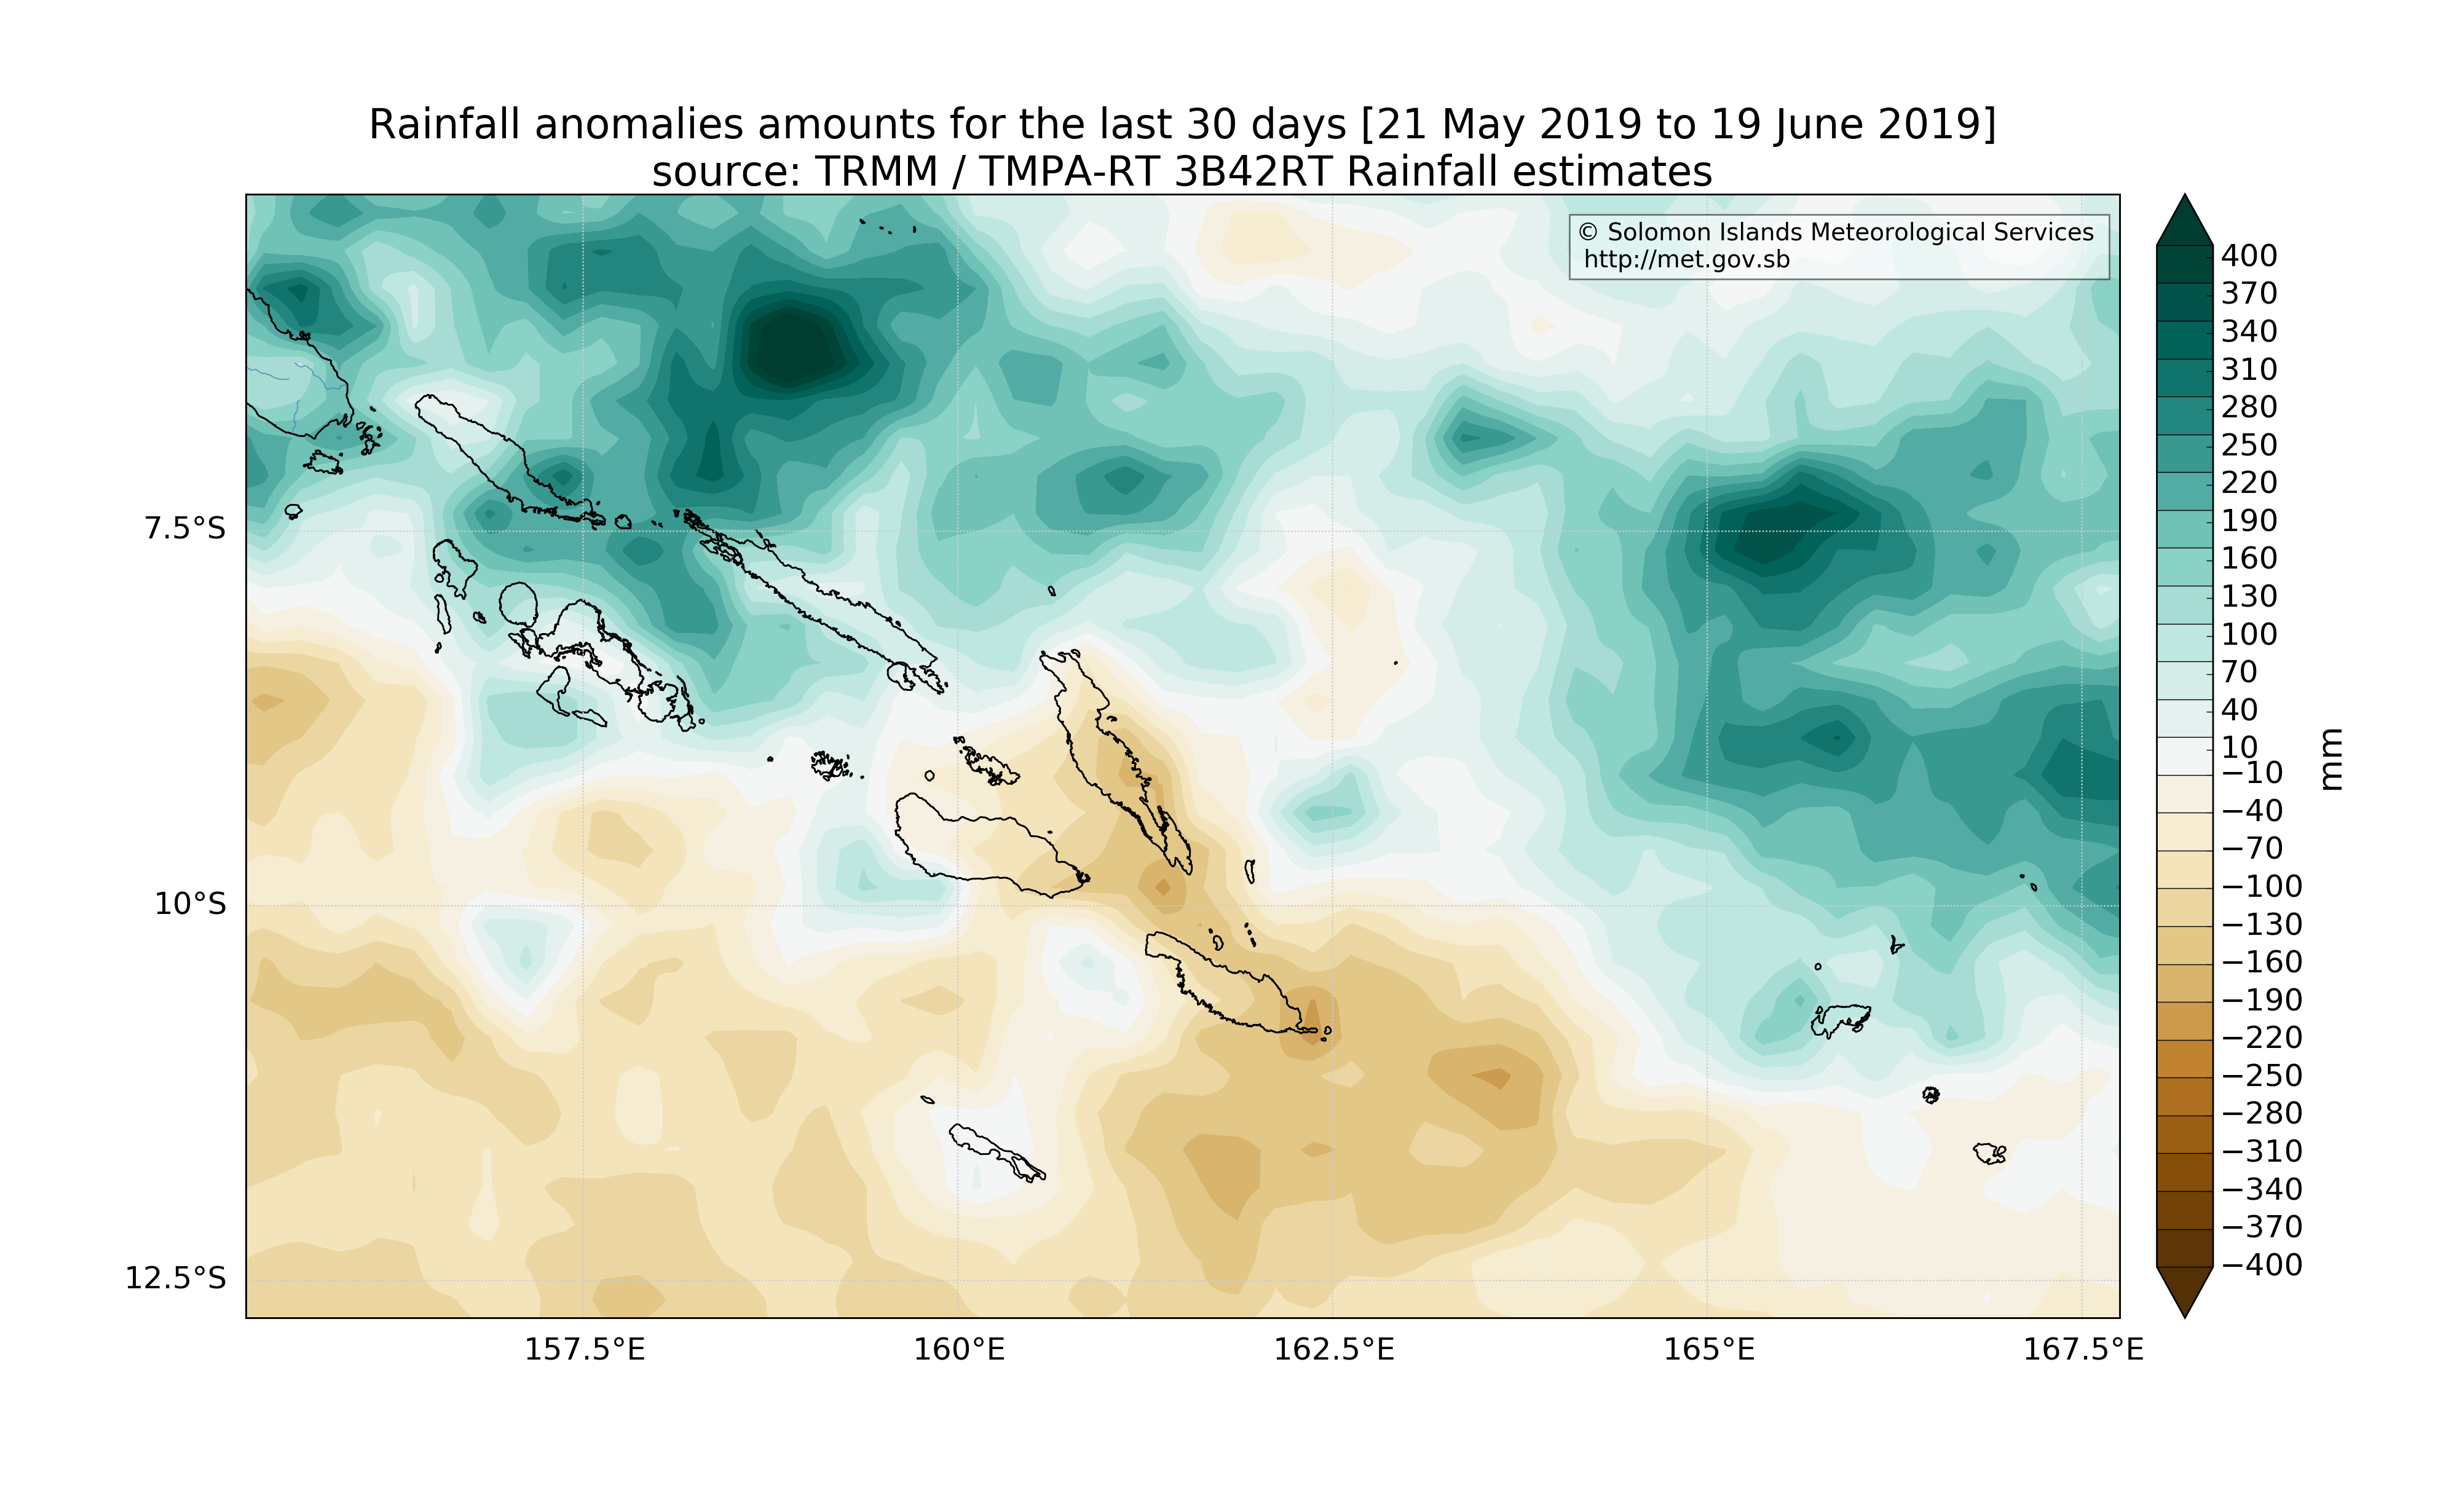 Rainfall anomalies amounts for the last 30 days [21 May 2019 to 19 June 2019]
source: TRMM / TMPA-RT 3B42RT Rainfall estimates
© Solomon Islands Meteorological Services
http://met.gov.sb
7.5°S
10°S
12.5°S
157.5°E
160°E
162.5°E
165°E
167.5°E
400
370
340
310
280
250
220
190
160
130
100
70
40
10
−10
−40
−70
−100
−130
−160
−190
−220
−250
−280
−310
−340
−370
−400
mm